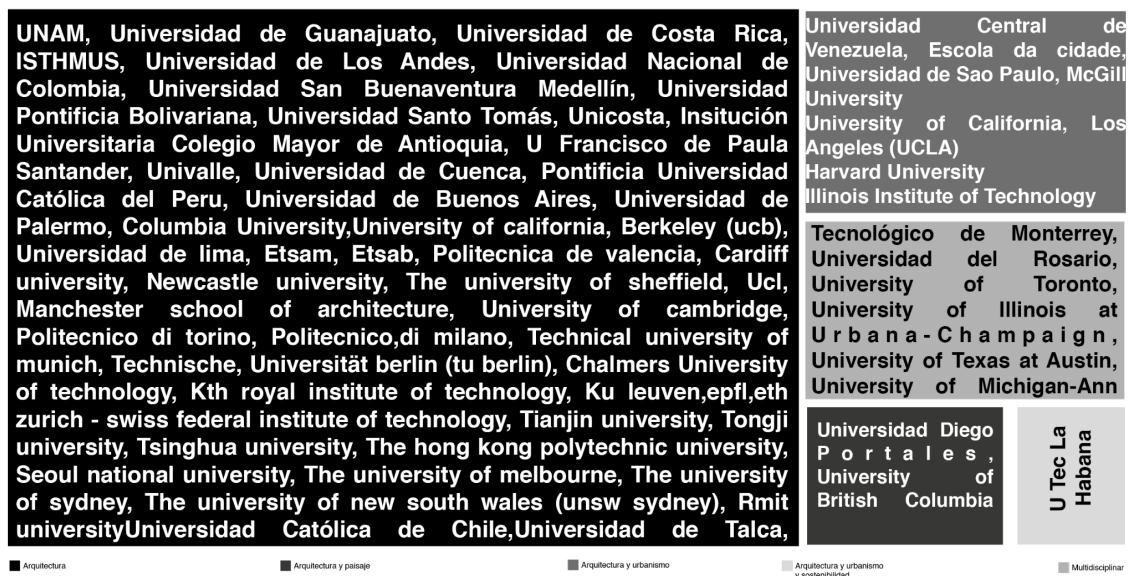 UNAM, Universidad de Guanajuato, Universidad de Costa Rica,
ISTHMUS, Universidad de Los Andes, Universidad Nacional de
Colombia, Universidad San Buenaventura Medellín, Universidad
Pontificia Bolivariana, Universidad Santo Tomás, Unicosta, Insitución
Universitaria Colegio Mayor de Antioquia, U Francisco de Paula
Santander, Univalle, Universidad de Cuenca, Pontificia Universidad
Católica del Peru, Universidad de Buenos Aires, Universidad de
Palermo, Columbia University,University of california, Berkeley (ucb),
Universidad de lima, Etsam, Etsab, Politecnica de valencia, Cardiff
university, Newcastle university, The university of sheffield, Ucl,
Manchester school of architecture, University of cambridge,
Politecnico di torino, Politecnico,di milano, Technical university of
munich, Technische, Universität berlin (tu berlin), Chalmers University
of technology, Kth royal institute of technology, Ku leuven,epfl,eth
zurich - swiss federal institute of technology, Tianjin university, Tongji
university, Tsinghua university, The hong kong polytechnic university,
Seoul national university, The university of melbourne, The university
of sydney, The university of new south wales (unsw sydney), Rmit
universityUniversidad Católica de Chile,Universidad de Talca,
Universidad Central de
Venezuela, Escola da cidade,
Universidad de Sao Paulo, McGill
University
University of California, Los
Angeles (UCLA)
Harvard University
Illinois Institute of Technology
Tecnológico de Monterrey,
Universidad del Rosario,
University of Toronto,
University of Illinois at
Urbana-Champaign,
University of Texas at Austin,
University of Michigan-Ann
Universidad Diego
Portales,
University of
British Columbia
U Tec La
Habana
Arquitectura
Arquitectura y paisaje
Arquitectura y urbanismo
Arquitectura y urbanismo
y sostenibilidad
Multidisciplinar